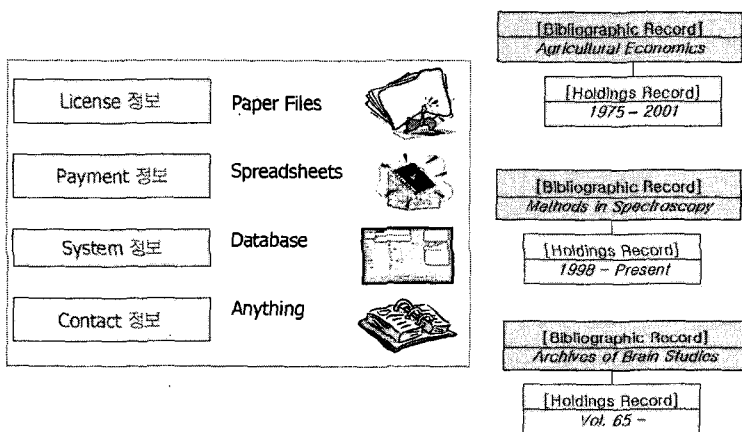 License 정보
Paper Files
Payment 정보
Spreadsheets
System 정보
Database
Contact 정보
Anything
[Bibliographic Record]
Agricultural Economics
[Holdings Record]
1975 – 2001
[Bibliographic Record]
Methods in Spectroscopy
[Holdings Record]
1998 – Present
[Bibliographic Record]
Archives of Brain Studies
[Holdings Record]
Vol. 65 –